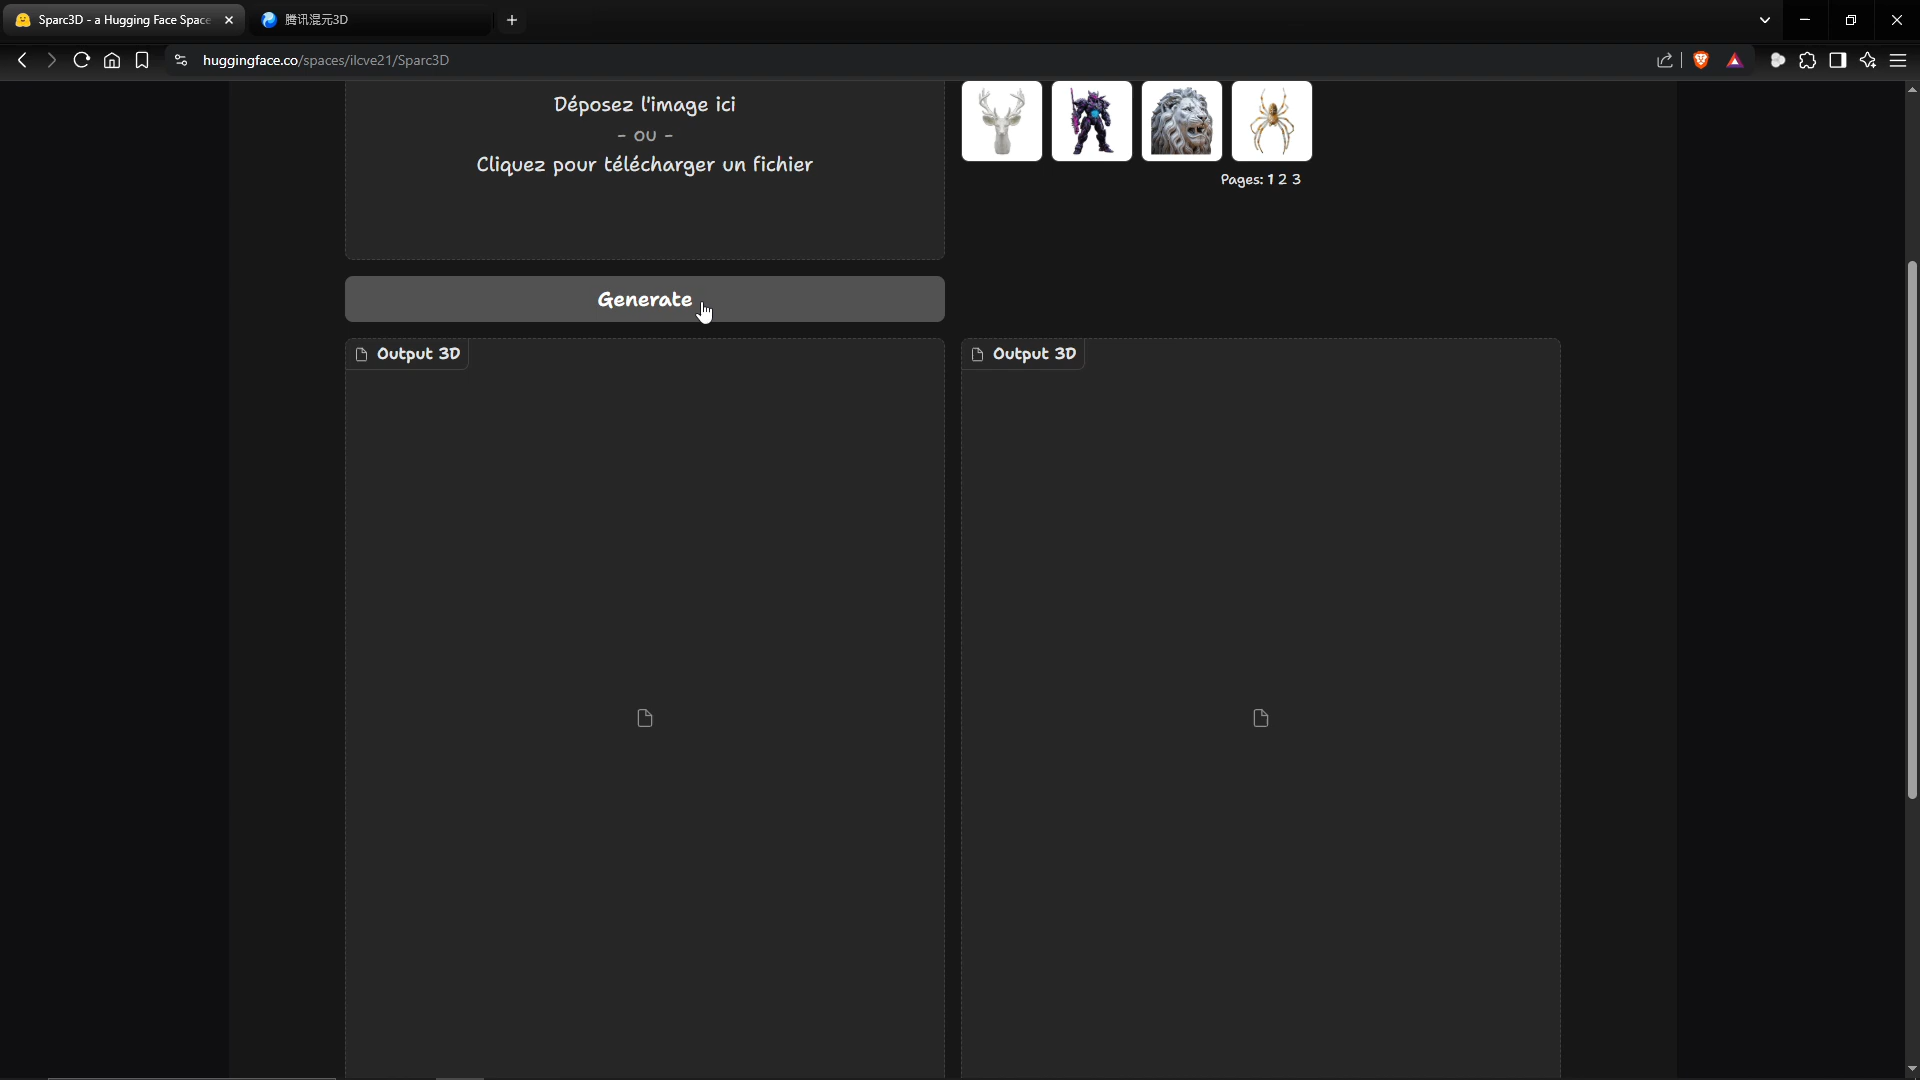 Sparc3D - a Hugging Face Space
腾讯混元3D
huggingface.co/spaces/ilcve21/Sparc3D
Déposez l'image ici
- ou -
Cliquez pour télécharger un fichier
Pages: 1 2 3
Generate
Output 3D
Output 3D